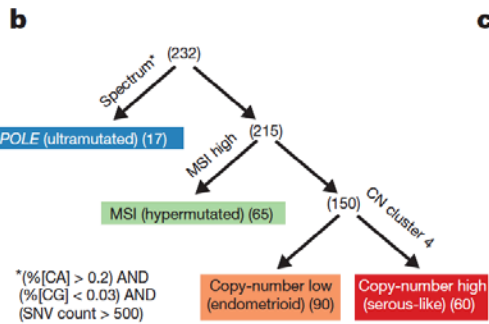 b
c
(232)
Spectrum*
POLE (ultramutated) (17)
(215)
MSI high
MSI (hypermutated) (65)
(150)
CN cluster 4
*(%[CA] > 0.2) AND
(%[CG] < 0.03) AND
(SNV count > 500)
Copy-number low
(endometrioid) (90)
Copy-number high
(serous-like) (60)